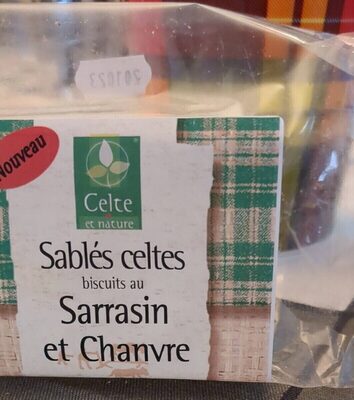 Nouveau
Celte
et nature
Sablés celtes
biscuits au
Sarrasin
et Chanvre